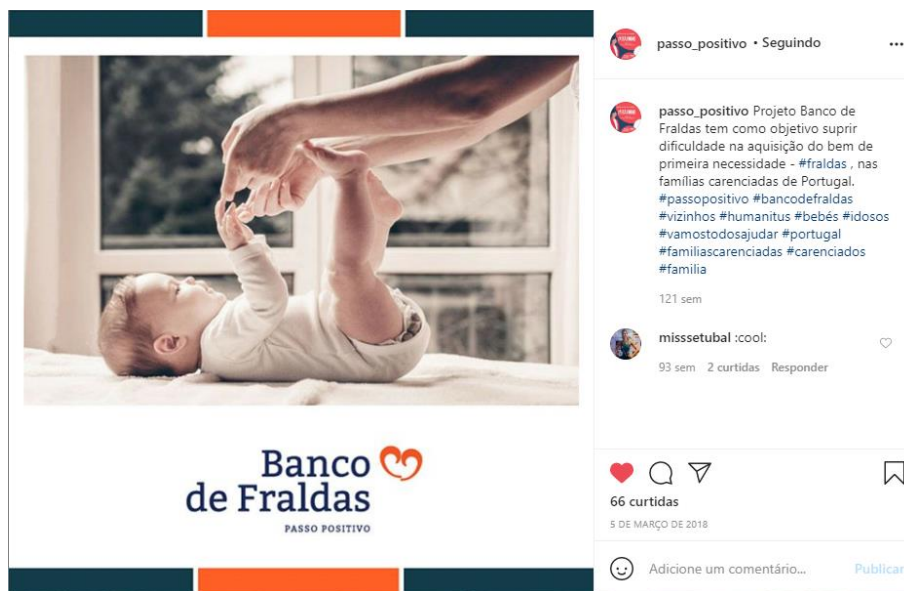 Banco
de Fraldas
PASSO POSITIVO
passo_positivo • Seguindo
passo_positivo Projeto Banco de
Fraldas tem como objetivo suprir
dificuldade na aquisição do bem de
primeira necessidade - #fraldas , nas
famílias carenciadas de Portugal.
#passopositivo #bancodefraldas
#vizinhos #humanitus #bebés #idosos
#vamostodosajudar #portugal
#familiascarenciadas #carenciados
#familia
121 sem
misssetubal :cool:
93 sem 2 curtidas Responder
66 curtidas
5 DE MARÇO DE 2018
Adicione um comentário... Publicar